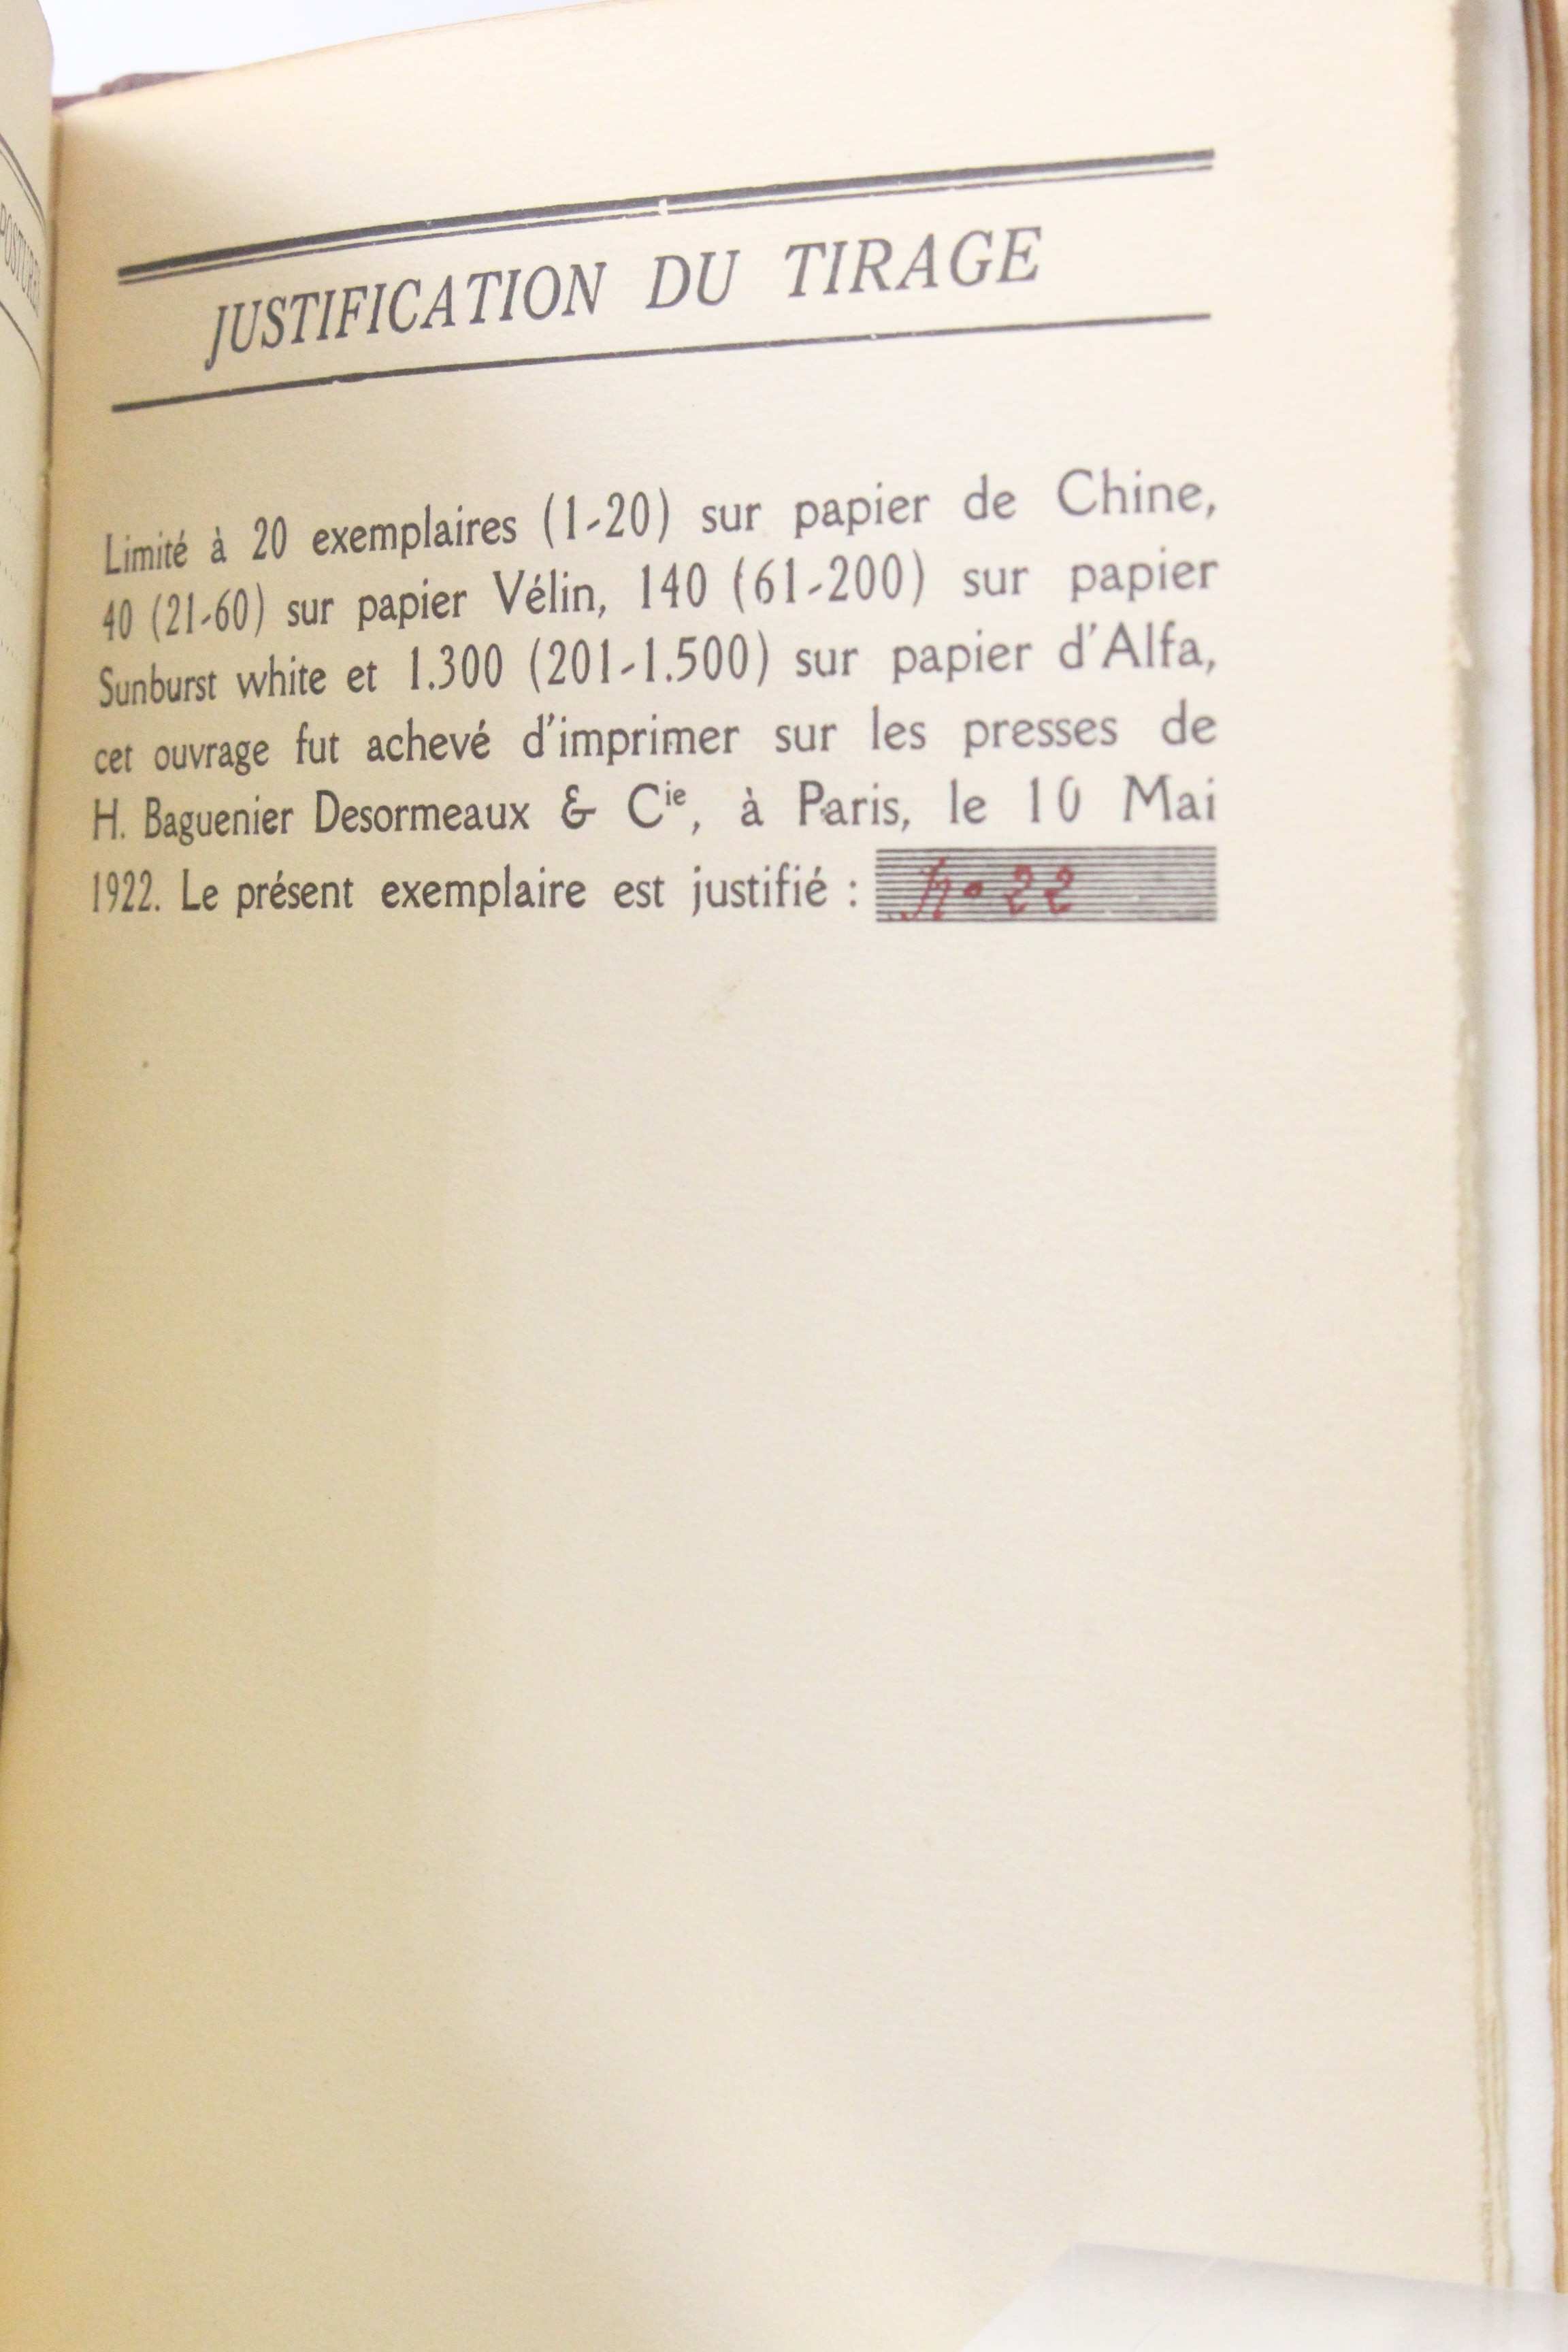 JUSTIFICATION DU TIRAGE
Limité à 20 exemplaires (1-20) sur papier de Chine,
40 (21-60) sur papier Vélin, 140 (61-200) sur papier
Sunburst white et 1.300 (201-1.500) sur papier d'Alfa,
cet ouvrage fut achevé d'imprimer sur les presses de
H. Baguenier Desormeaux & Cie, à Paris, le 10 Mai
1922. Le présent exemplaire est justifié : No 22